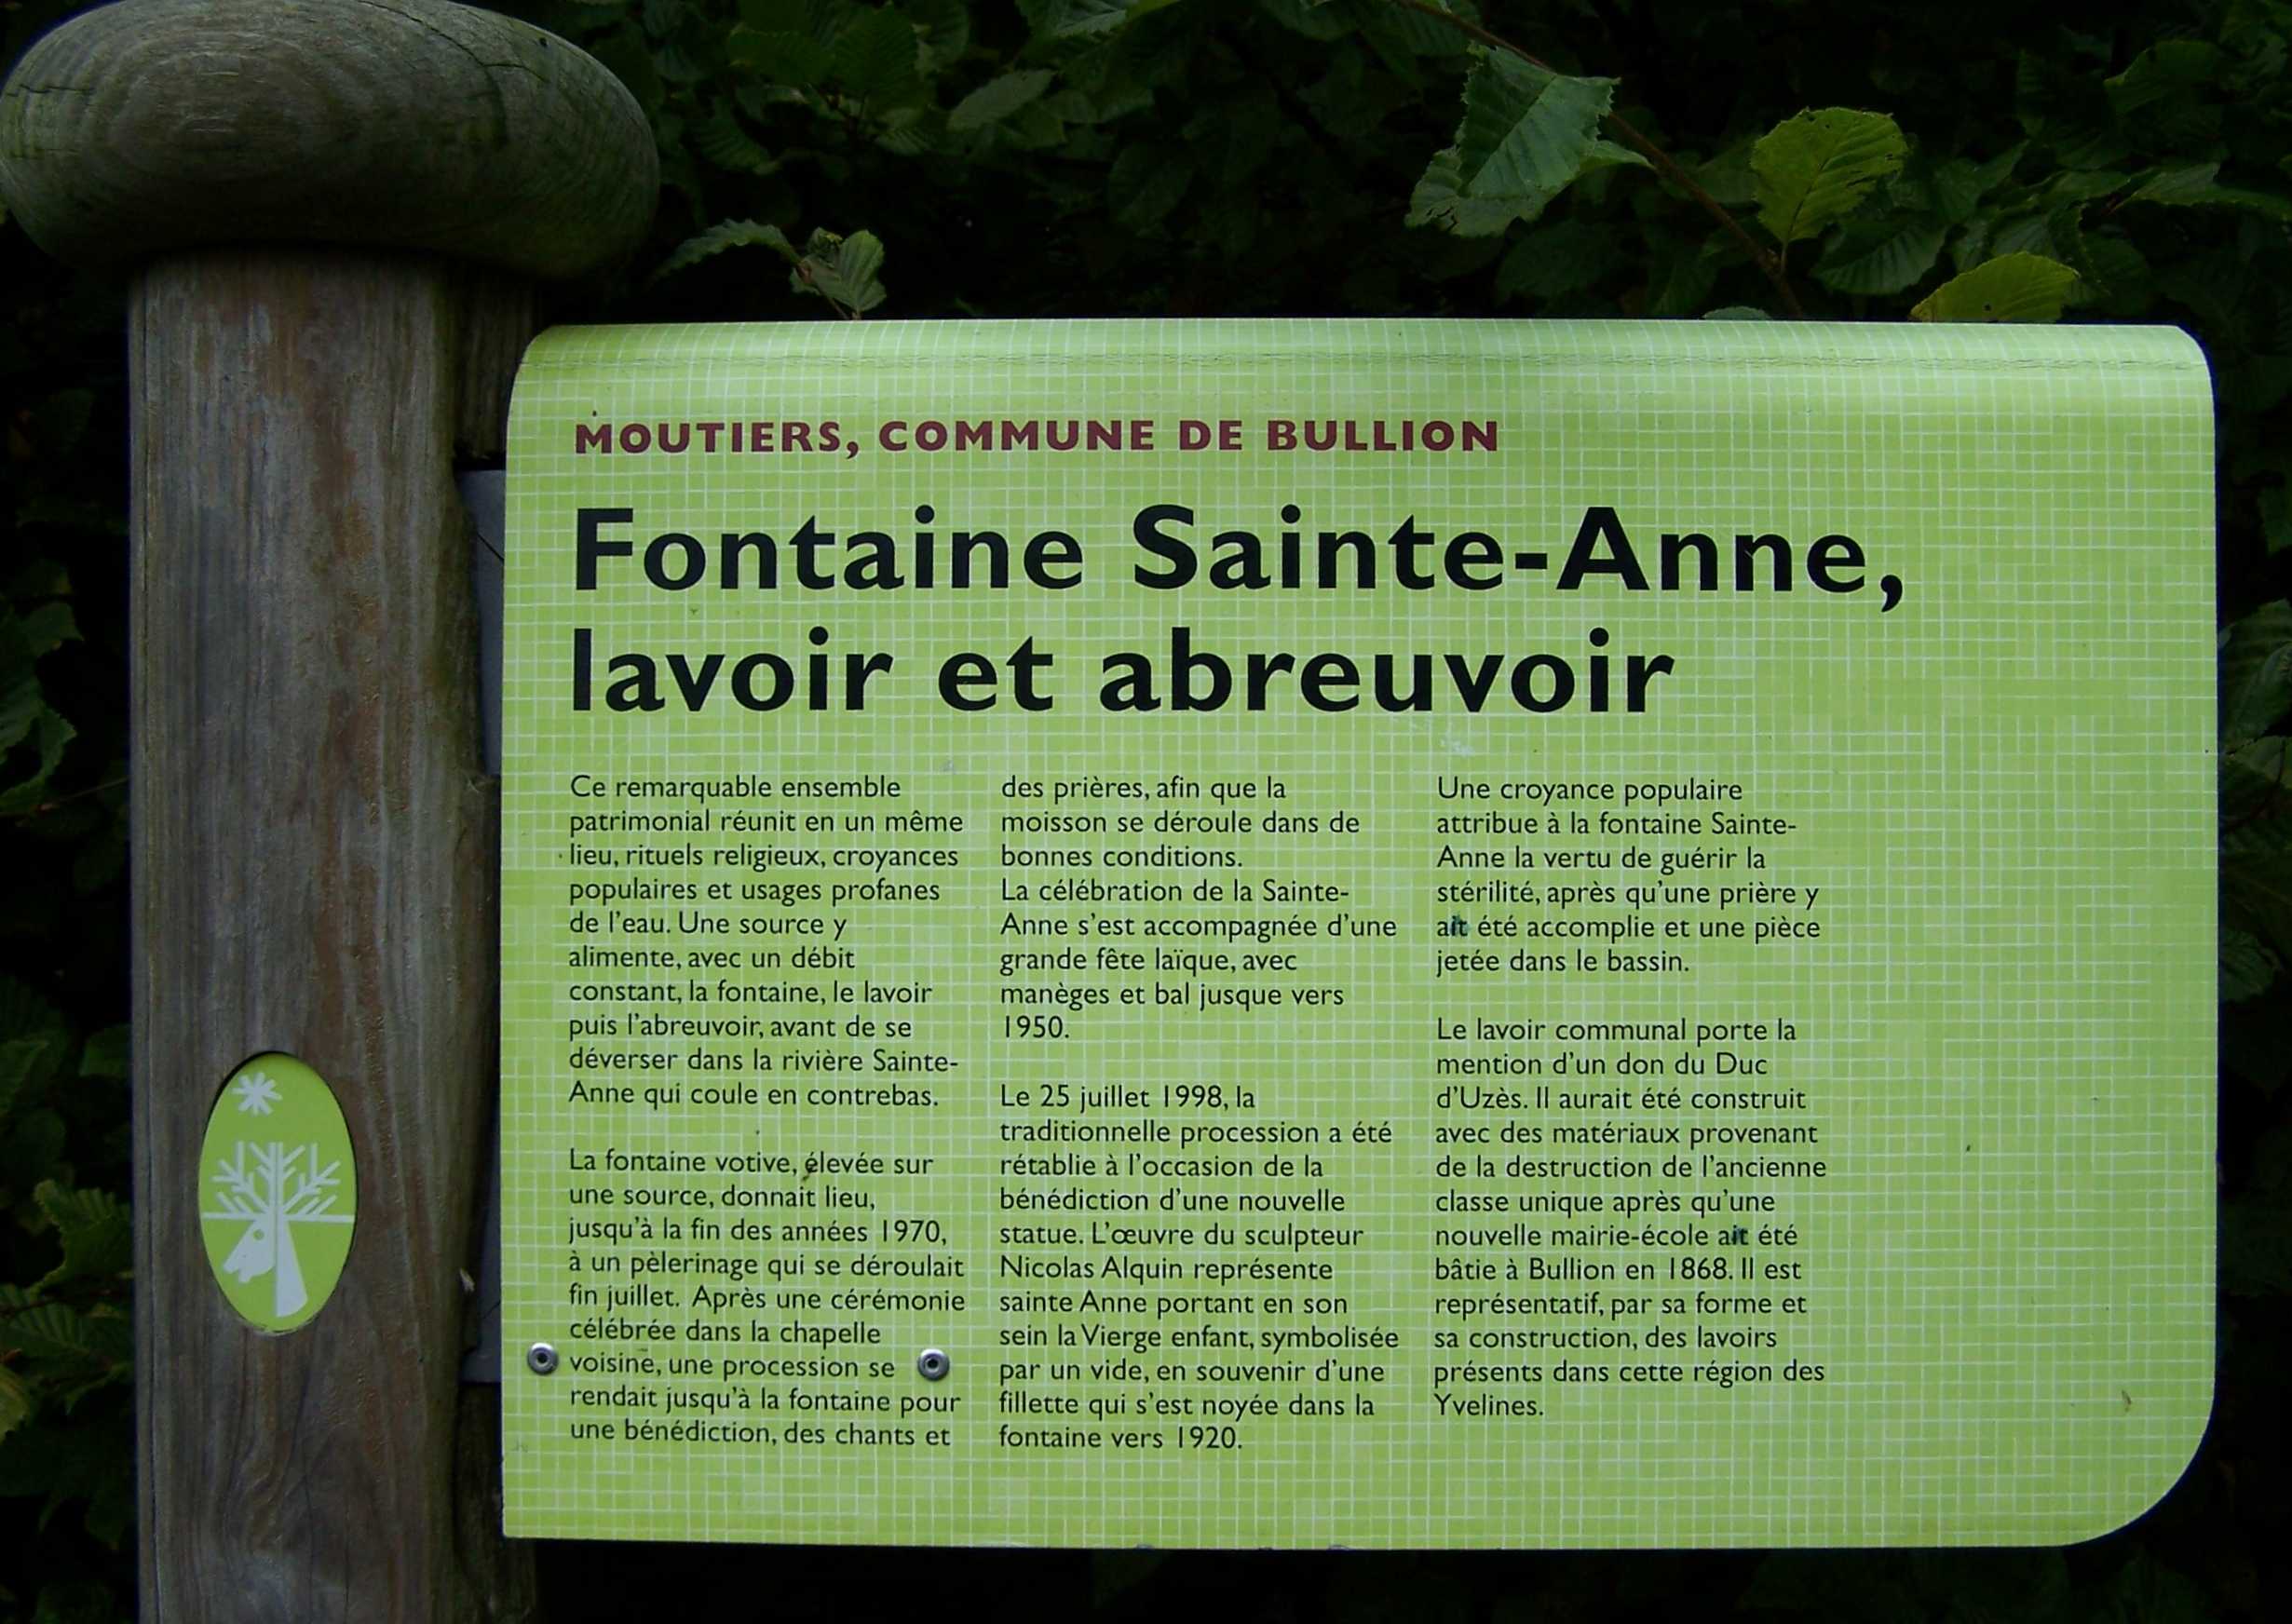 MOUTIERS, COMMUNE DE BULLION
Fontaine Sainte-Anne,
lavoir et abreuvoir
Ce remarquable ensemble
patrimonial réunit en un même
lieu, rituels religieux, croyances
populaires et usages profanes
de l'eau. Une source y
alimente, avec un débit
constant, la fontaine, le lavoir
puis l'abreuvoir, avant de se
déverser dans la rivière Sainte-
Anne qui coule en contrebas.
La fontaine votive, élevée sur
une source, donnait lieu,
jusqu'à la fin des années 1970,
à un pèlerinage qui se déroulait
fin juillet. Après une cérémonie
célébrée dans la chapelle
voisine, une procession se
rendait jusqu'à la fontaine pour
une bénédiction, des chants et
des prières, afin que la
moisson se déroule dans de
bonnes conditions.
La célébration de la Sainte-
Anne s'est accompagnée d'une
grande fête laïque, avec
manèges et bal jusque vers
1950.
Le 25 juillet 1998, la
traditionnelle procession a été
rétablie à l'occasion de la
bénédiction d'une nouvelle
statue. L'œuvre du sculpteur
Nicolas Alquin représente
sainte Anne portant en son
sein la Vierge enfant, symbolisée
par un vide, en souvenir d'une
fillette qui s'est noyée dans la
fontaine vers 1920.
Une croyance populaire
attribue à la fontaine Sainte-
Anne la vertu de guérir la
stérilité, après qu'une prière y
ait été accomplie et une pièce
jetée dans le bassin.
Le lavoir communal porte la
mention d'un don du Duc
d'Uzès. Il aurait été construit
avec des matériaux provenant
de la destruction de l'ancienne
classe unique après qu'une
nouvelle mairie-école ait été
bâtie à Bullion en 1868. Il est
représentatif, par sa forme et
sa construction, des lavoirs
présents dans cette région des
Yvelines.